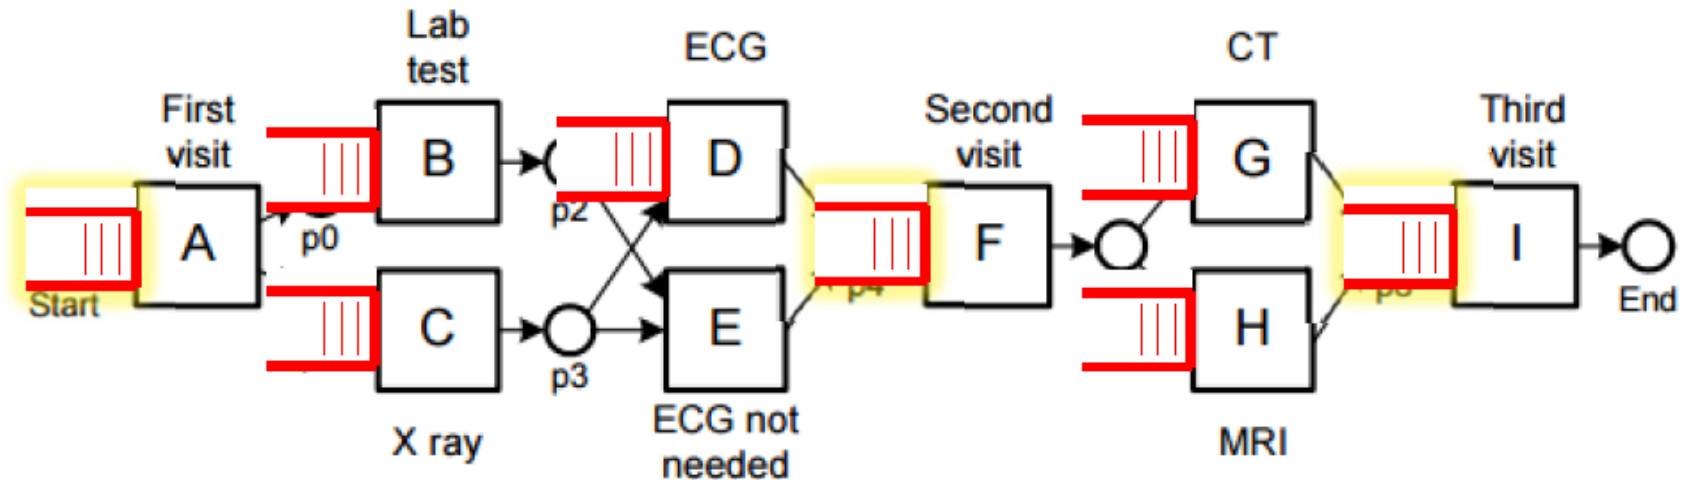 Lab
test
ECG
CT
First
visit
Second
visit
Third
visit
B
D
G
A
p0
p2
F
I
Start
p4
End
C
p3
E
H
X ray
ECG not
needed
MRI